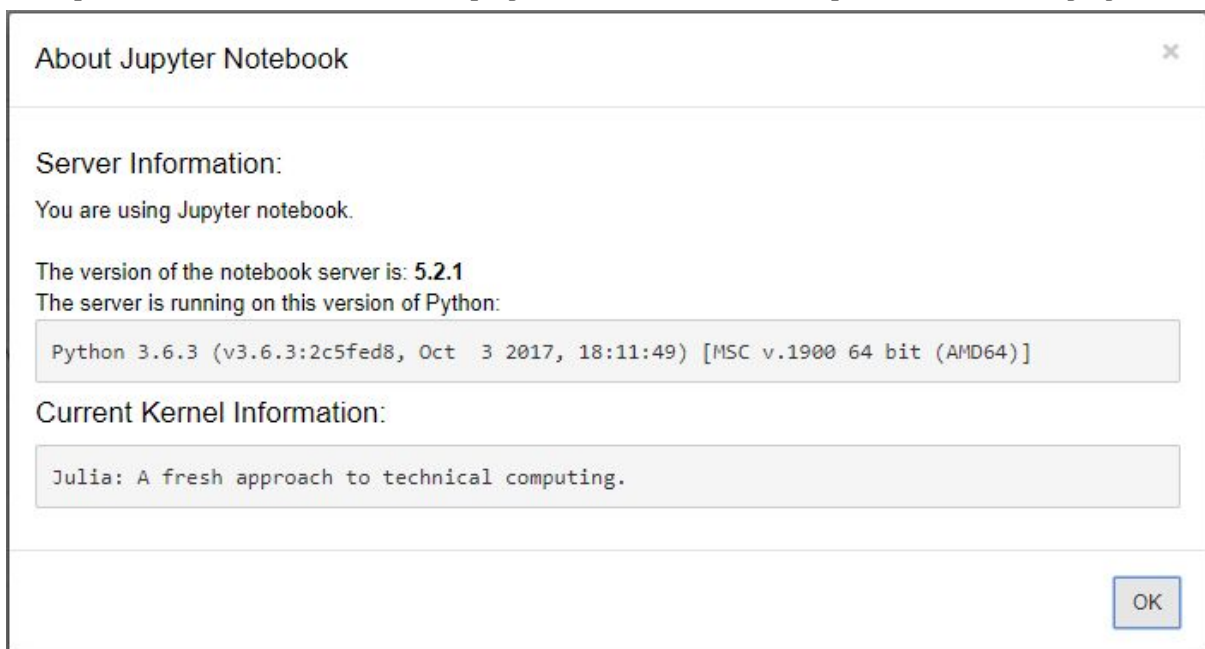 About Jupyter Notebook
×
Server Information:
You are using Jupyter notebook.
The version of the notebook server is: 5.2.1
The server is running on this version of Python:
Python 3.6.3 (v3.6.3:2c5fed8, Oct  3 2017, 18:11:49) [MSC v.1900 64 bit (AMD64)]
Current Kernel Information:
Julia: A fresh approach to technical computing.
OK